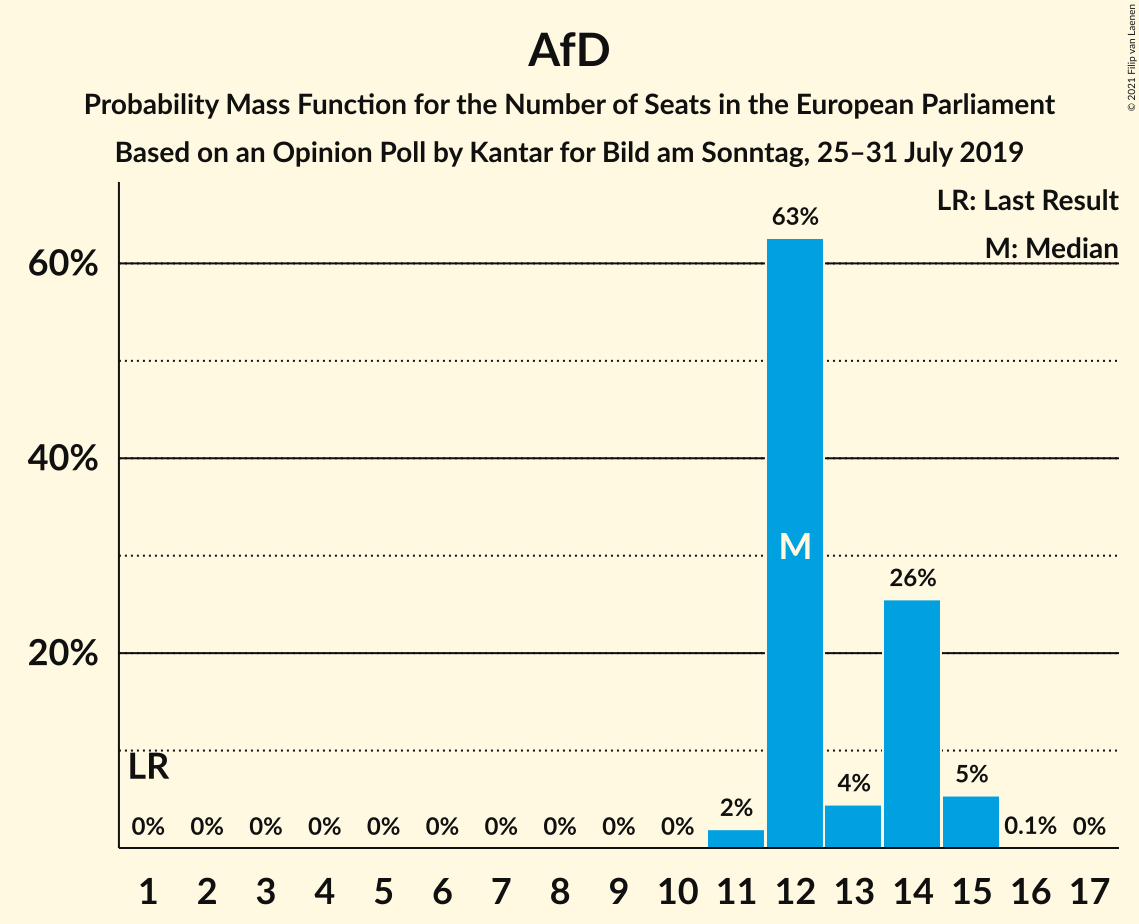 AfD
Probability Mass Function for the Number of Seats in the European Parliament
Based on an Opinion Poll by Kantar for Bild am Sonntag, 25–31 July 2019
© 2021 Filip van Laenen
LR: Last Result
M: Median
63%
60%
40%
M
26%
20%
LR
0% 0% 0% 0% 0% 0% 0% 0% 0% 0% 2% 4% 5% 0.1% 0%
1 2 3 4 5 6 7 8 9 10 11 12 13 14 15 16 17